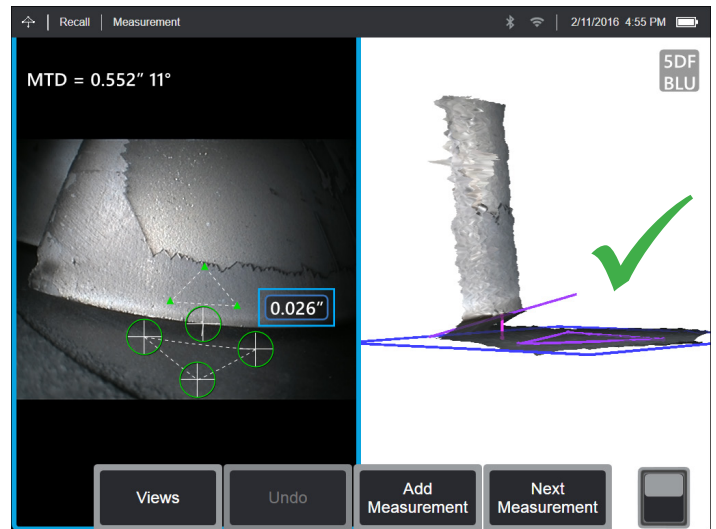 Recall Measurement 2/11/2016 4:55 PM
MTD = 0.552" 11°
5DF
BLU
0.026"
Views
Undo
Add
Measurement
Next
Measurement